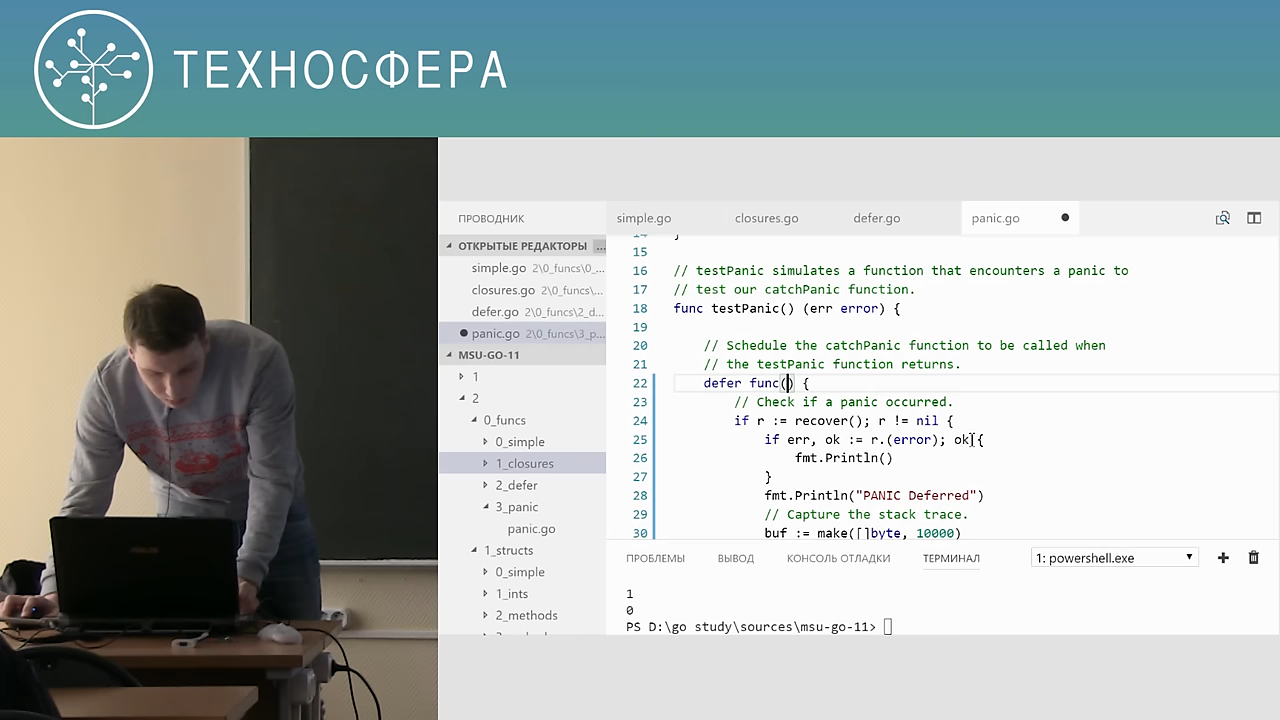 ТЕХНОСФЕРА
ПРОВОДНИК
ОТКРЫТЫЕ РЕДАКТОРЫ ...
simple.go 2\0_funcs\0_...
closures.go 2\0_funcs\...
defer.go 2\0_funcs\2_d...
panic.go 2\0_funcs\3_p...
MSU-GO-11
1
2
0_funcs
0_simple
1_closures
2_defer
3_panic
panic.go
1_structs
0_simple
1_ints
2_methods
simple.go closures.go defer.go panic.go
14 }
15
16 // testPanic simulates a function that encounters a panic to
17 // test our catchPanic function.
18 func testPanic() (err error) {
19
20 // Schedule the catchPanic function to be called when
21 // the testPanic function returns.
22 defer func() {
23 // Check if a panic occurred.
24 if r := recover(); r != nil {
25 if err, ok := r.(error); ok {
26 fmt.Println()
27 }
28 fmt.Println("PANIC Deferred")
29 // Capture the stack trace.
30 buf := make([]byte, 10000)
ПРОБЛЕМЫ ВЫВОД КОНСОЛЬ ОТЛАДКИ ТЕРМИНАЛ 1: powershell.exe
1
0
PS D:\go study\sources\msu-go-11>